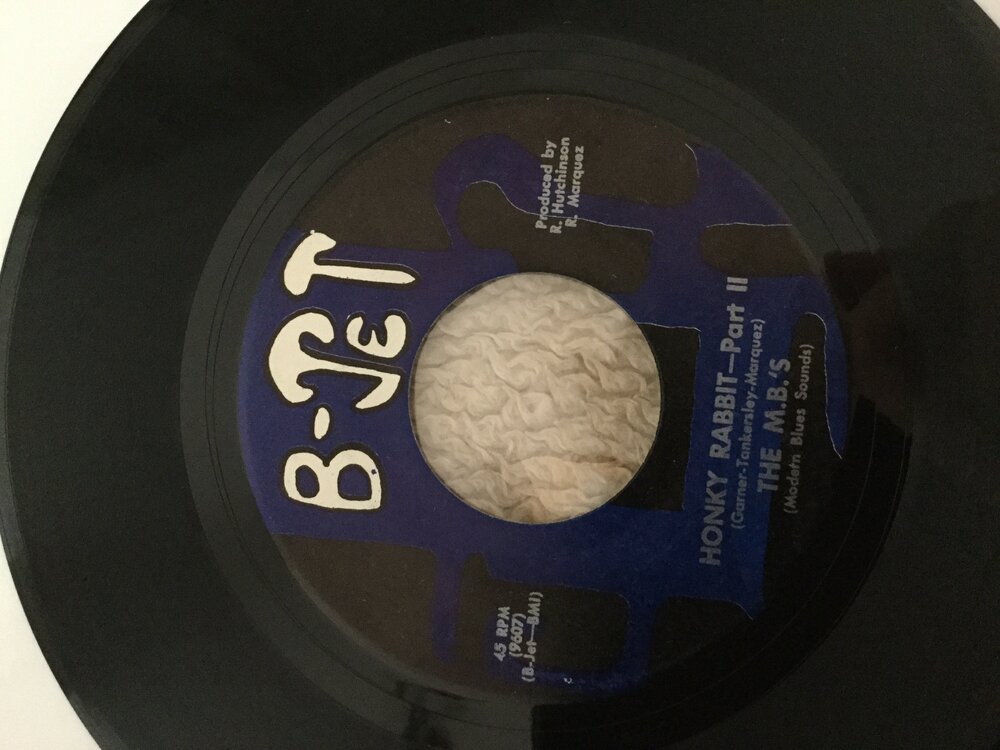 B-JET
45 RPM
(9607)
(B-Jet—BMI)
Produced by
R. Hutchinson
R. Marquez
HONKY RABBIT—Part II
(Garner-Tankersley-Marquez)
THE M.B.'S
(Modern Blues Sounds)